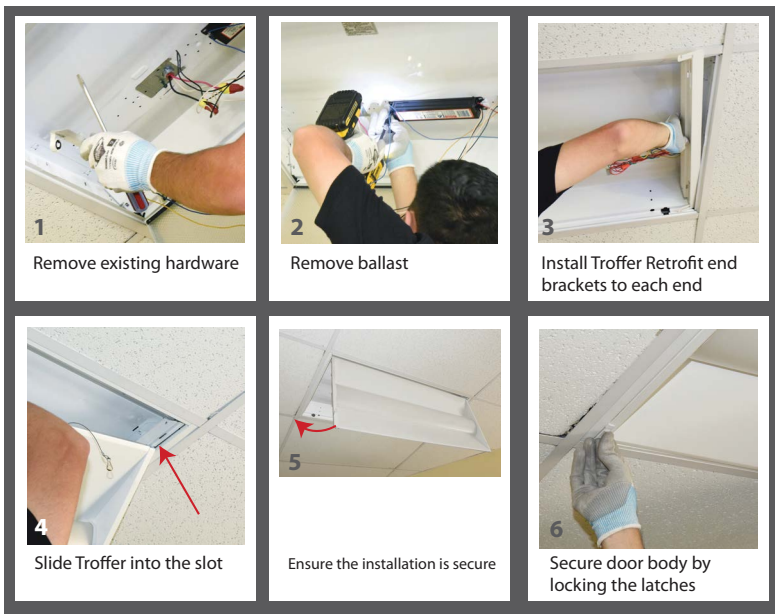 1
Remove existing hardware
2
Remove ballast
3
Install Troffer Retrofit end
brackets to each end
4
Slide Troffer into the slot
5
Ensure the installation is secure
6
Secure door body by
locking the latches